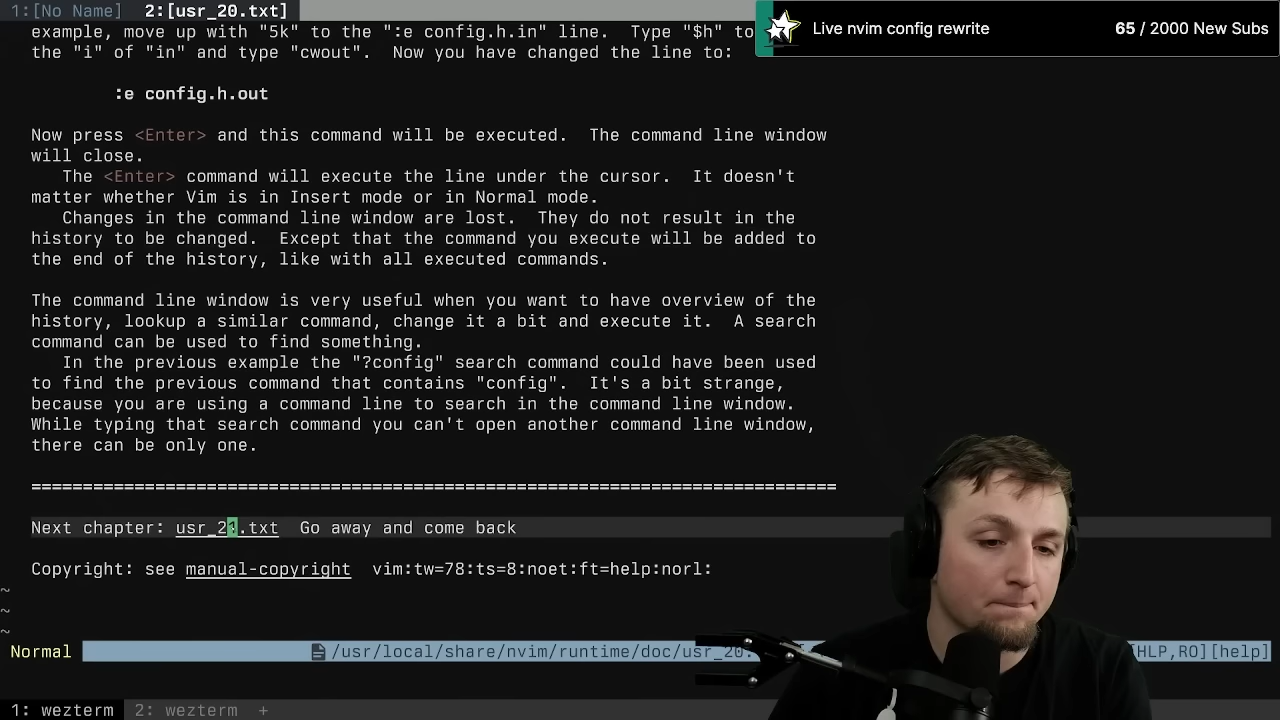 1:[No Name]  2:[usr_20.txt]
Live nvim config rewrite
65 / 2000 New Subs
example, move up with "5k" to the ":e config.h.in" line.  Type "$h" to
the "i" of "in" and type "cwout".  Now you have changed the line to:
:e config.h.out
Now press <Enter> and this command will be executed.  The command line window
will close.
The <Enter> command will execute the line under the cursor.  It doesn't
matter whether Vim is in Insert mode or in Normal mode.
Changes in the command line window are lost.  They do not result in the
history to be changed.  Except that the command you execute will be added to
the end of the history, like with all executed commands.
The command line window is very useful when you want to have overview of the
history, lookup a similar command, change it a bit and execute it.  A search
command can be used to find something.
In the previous example the "?config" search command could have been used
to find the previous command that contains "config".  It's a bit strange,
because you are using a command line to search in the command line window.
While typing that search command you can't open another command line window,
there can be only one.
==============================================================================
Next chapter: usr_21.txt  Go away and come back
Copyright: see manual-copyright  vim:tw=78:ts=8:noet:ft=help:norl:
~
~
~
Normal /usr/local/share/nvim/runtime/doc/usr_20. HLP,RO][help]
1: wezterm  2: wezterm  +